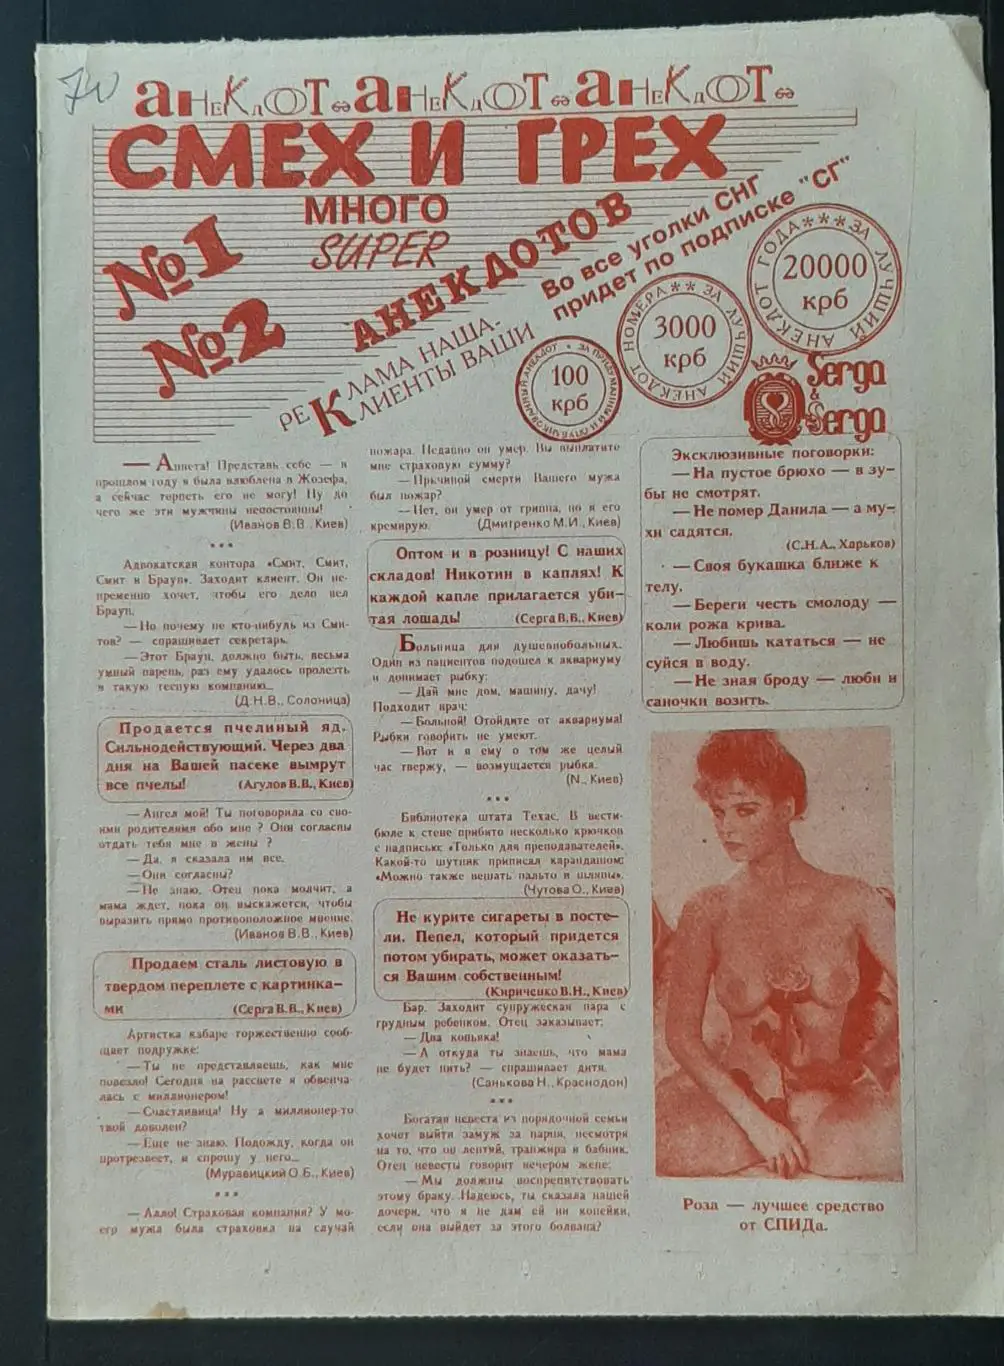 анеКдОТы анеКдОТы анеКдОТы
СМЕХ И ГРЕХ
№1
№2
МНОГО
SUPER
АНЕКДОТОВ
Во все уголки СНГ
придет по подписке "СГ"
РЕКЛАМА НАША-
КЛИЕНТЫ ВАШИ
100
крб
ЗА ПРИДУМАННЫЙ И ОПУБЛИКОВАННЫЙ АНЕКДОТ *
3000
крб
ЗА ЛУЧШИЙ АНЕКДОТ НОМЕРА **
20000
крб
ЗА ЛУЧШИЙ АНЕКДОТ ГОДА ***
Serga
&
Serga
— Аннета! Представь себе — в
прошлом году я была влюблена в Жозефа,
а сейчас терпеть его не могу! Ну до
чего же эти мужчины непостоянны!
(Иванов В.В., Киев)
***
Адвокатская контора «Смит, Смит,
Смит и Браун». Заходит клиент. Он не-
пременно хочет, чтобы его дело вел
Браун.
— Но почему не кто-нибудь из Сми-
тов? — спрашивает секретарь.
— Этот Браун, должно быть, весьма
умный парень, раз ему удалось пролезть
в такую тесную компанию...
(Д.Н.В., Солоница)
Продается пчелиный яд.
Сильнодействующий. Через два
дня на Вашей пасеке вымрут
все пчелы!
(Агулов В.В., Киев)
— Ангел мой! Ты поговорила со сво-
ими родителями обо мне ? Они согласны
отдать тебя мне в жены ?
— Да, я сказала им все.
— Они согласны?
— Не знаю. Отец пока молчит, а
мама ждет, пока он выскажется, чтобы
выразить прямо противоположное мнение.
(Иванов В.В., Киев)
Продаем сталь листовую в
твердом переплете с картинка-
ми
(Серга В.В., Киев)
Артистка кабаре торжественно сооб-
щает подружке:
— Ты не представляешь, как мне
повезло! Сегодня на рассвете я обвенча-
лась с миллионером!
— Счастливица! Ну а миллионер-то
твой доволен?
— Еще не знаю. Подожду, когда он
протрезвеет, и спрошу у него...
(Муравицкий О.Б., Киев)
***
— Алло! Страховая компания? У мо-
его мужа была страховка на случай
пожара. Недавно он умер. Вы выплатите
мне страховую сумму?
— Причиной смерти Вашего мужа
был пожар?
— Нет, он умер от гриппа, но я его
кремирую.
(Дмитренко М.И., Киев)
Оптом и в розницу! С наших
складов! Никотин в каплях! К
каждой капле прилагается уби-
тая лошадь!
(Серга В.В., Киев)
Больница для душевнобольных.
Один из пациентов подошел к аквариуму
и донимает рыбку:
— Дай мне дом, машину, дачу!
Подходит врач:
— Больной! Отойдите от аквариума!
Рыбки говорить не умеют.
— Вот и я ему о том же целый
час твержу, — возмущается рыбка.
(N., Киев)
***
Библиотека штата Техас. В вести-
бюле к стене прибито несколько крючков
с надписью: «Только для преподавателей».
Какой-то шутник приписал карандашом:
«Можно также вешать пальто и шляпы».
(Чутова О., Киев)
Не курите сигареты в посте-
ли. Пепел, который придется
потом убирать, может оказать-
ся Вашим собственным!
(Кириченко В.Н., Киев)
Бар. Заходит супружеская пара с
грудным ребенком. Отец заказывает:
— Два коньяка!
— А откуда ты знаешь, что мама
не будет пить? — спрашивает дитя.
(Санькова Н., Краснодон)
***
Богатая невеста из порядочной семьи
хочет выйти замуж за парня, несмотря
на то, что он лентяй, транжира и бабник.
Отец невесты говорит вечером жене:
— Мы должны воспрепятствовать
этому браку. Надеюсь, ты сказала нашей
дочери, что я не дам ей ни копейки,
если она выйдет за этого болвана?
Эксклюзивные поговорки:
— На пустое брюхо — в зу-
бы не смотрят.
— Не помер Данила — а му-
хи садятся.
(С.Н.А., Харьков)
— Своя букашка ближе к
телу.
— Береги честь смолоду —
коли рожа крива.
— Любишь кататься — не
суйся в воду.
— Не зная броду — люби и
саночки возить.
Роза — лучшее средство
от СПИДа.